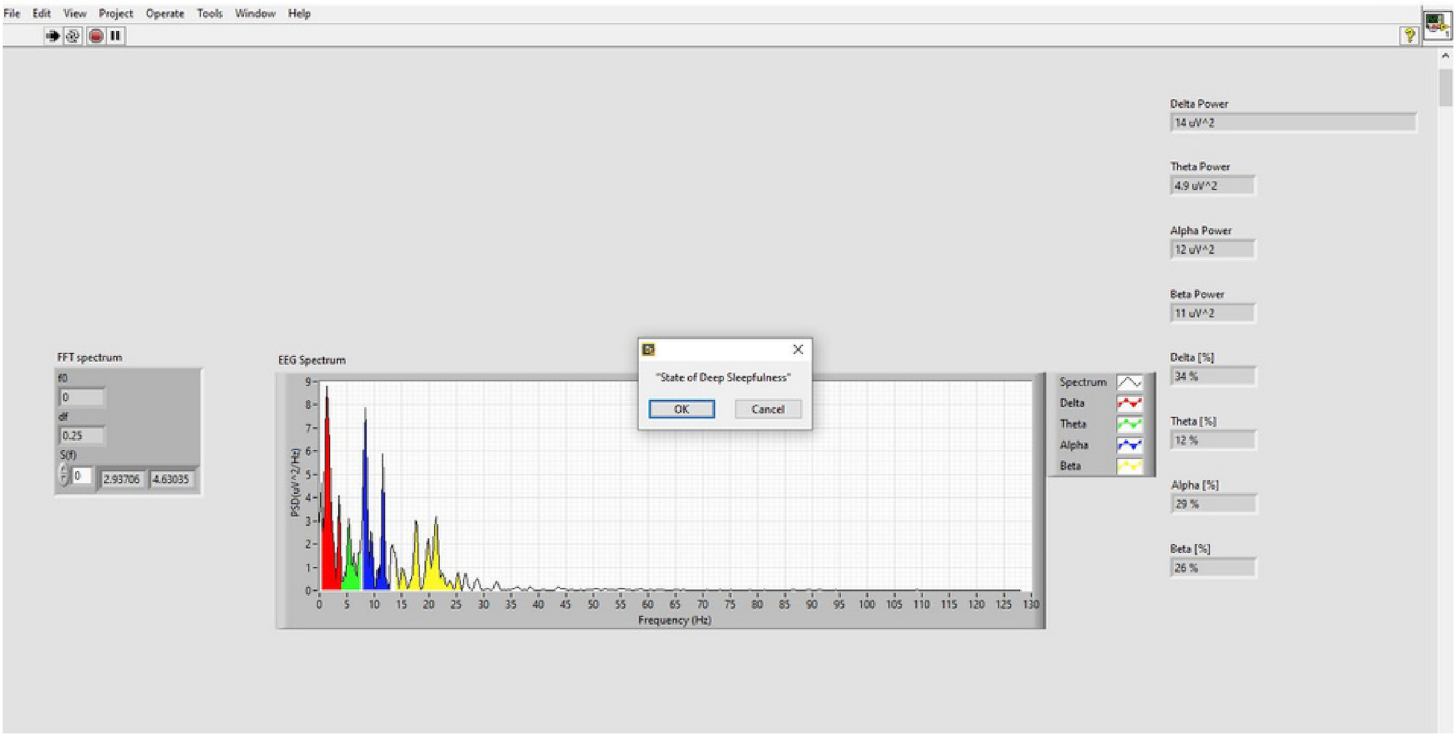 File Edit View Project Operate Tools Window Help
Delta Power
14 uV^2
Theta Power
4.9 uV^2
Alpha Power
12 uV^2
Beta Power
11 uV^2
Delta [%]
34 %
Theta [%]
12 %
Alpha [%]
29 %
Beta [%]
26 %
FFT spectrum
f0
0
df
0.25
S(f)
0 2.93706 4.63035
EEG Spectrum
PSD(uV^2/Hz)
9
8
7
6
5
4
3
2
1
0
0 5 10 15 20 25 30 35 40 45 50 55 60 65 70 75 80 85 90 95 100 105 110 115 120 125 130
Frequency (Hz)
"State of Deep Sleepfulness"
OK Cancel
Spectrum
Delta
Theta
Alpha
Beta